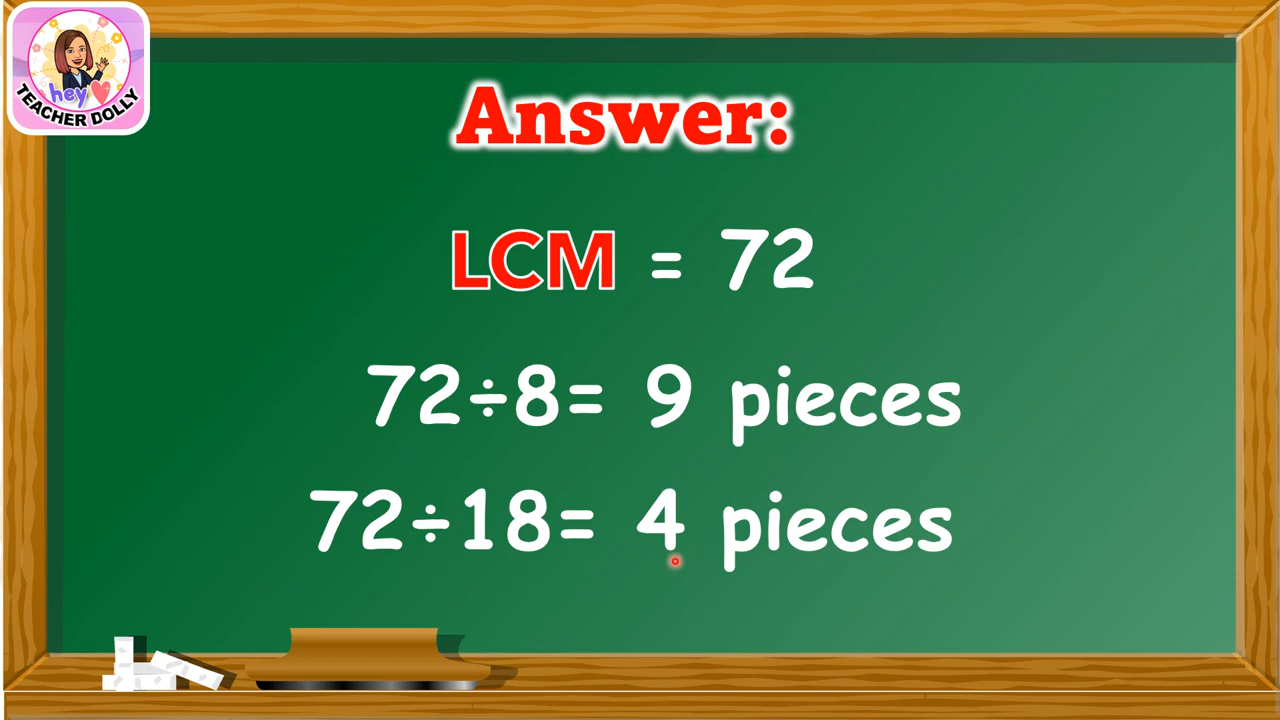 hey
TEACHER DOLLY
Answer:
LCM = 72
72÷8= 9 pieces
72÷18= 4 pieces